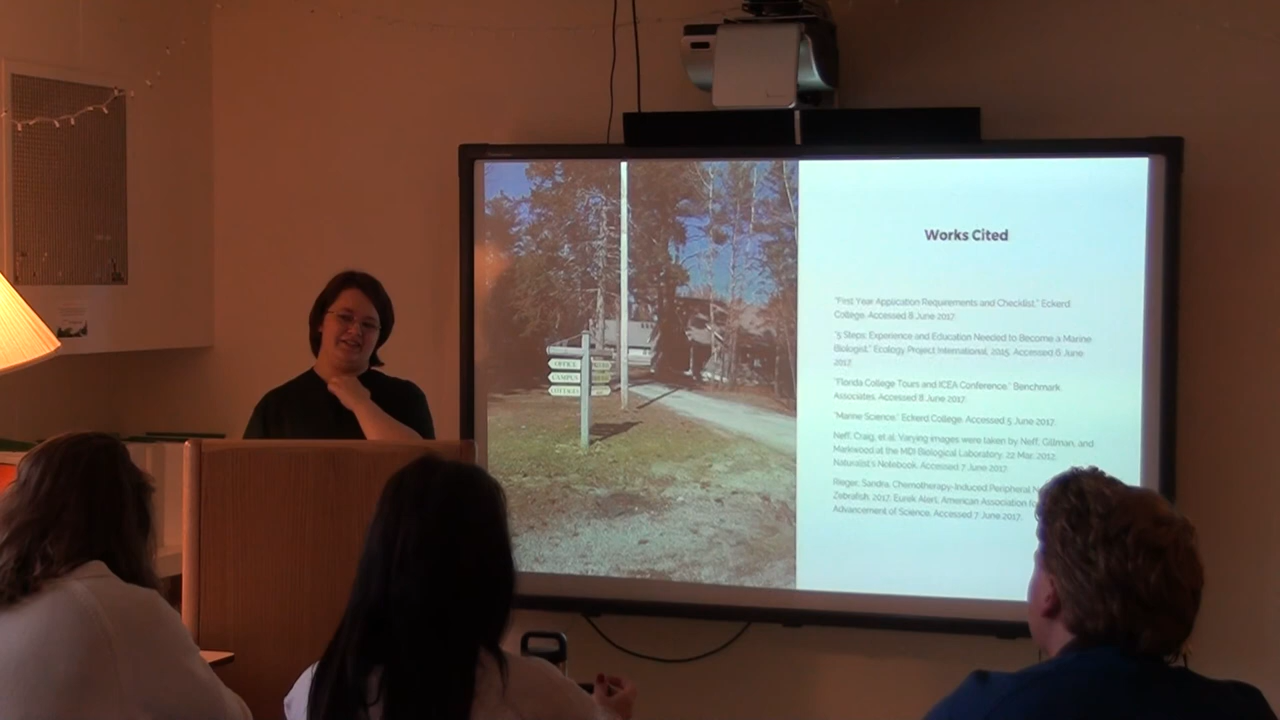 Works Cited
"First Year Application Requirements and Checklist." Eckerd
College. Accessed 8 June 2017.
"5 Steps: Experience and Education Needed to Become a Marine
Biologist." Ecology Project International, 2015. Accessed 6 June
2017.
"Florida College Tours and ICEA Conference." Benchmark
Associates. Accessed 8 June 2017.
"Marine Science." Eckerd College. Accessed 5 June 2017.
Neff, Craig, et al. Varying images were taken by Neff, Gillman, and
Markwood at the MDI Biological Laboratory. 22 Mar. 2012.
Naturalist's Notebook. Accessed 7 June 2017.
Rieger, Sandra. Chemotherapy-Induced Peripheral
Zebrafish. 2017. Eurek Alert, American Association fo
Advancement of Science. Accessed 7 June 2017.
OFFICE
CAMPUS
COTTAGES